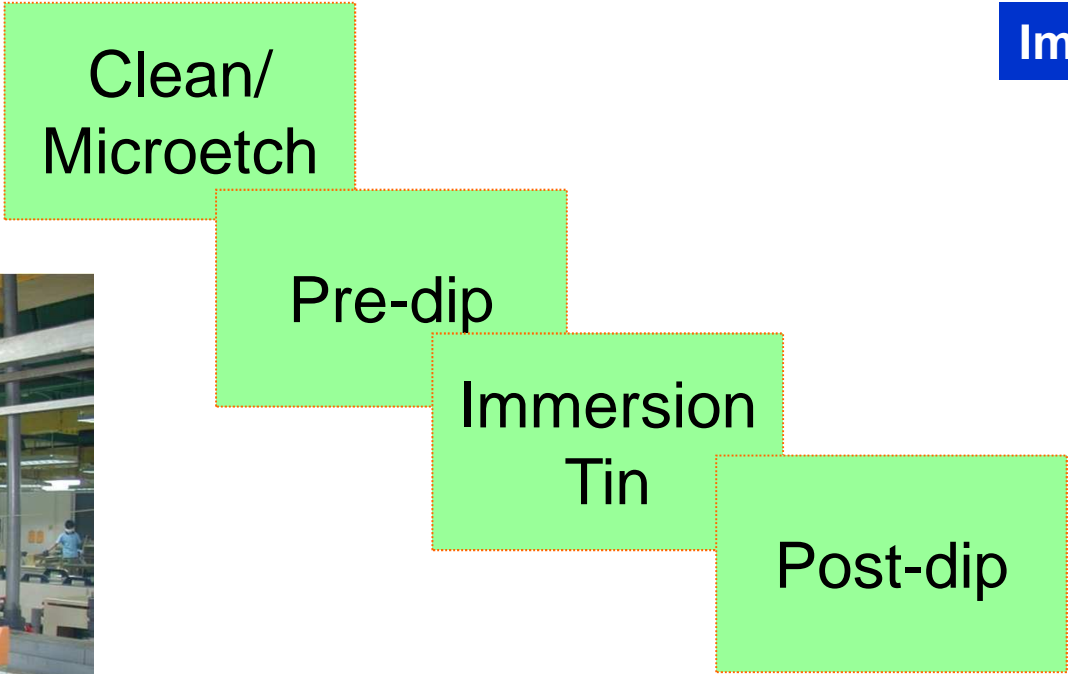 Im
Clean/
Microetch
Pre-dip
Immersion
Tin
Post-dip